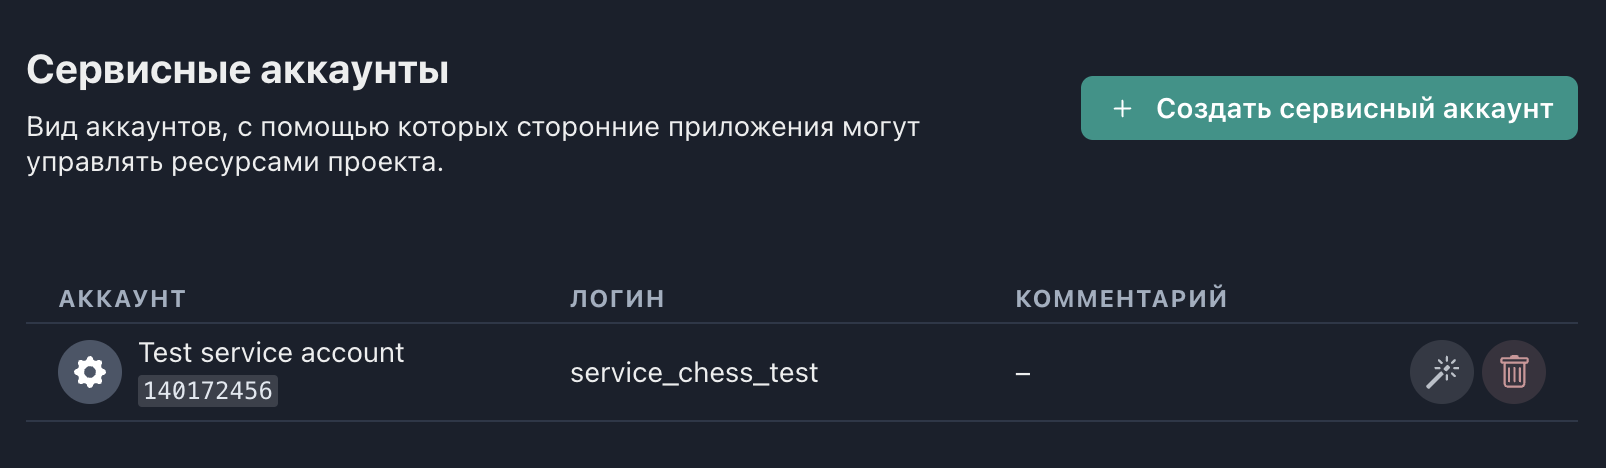 Сервисные аккаунты
Вид аккаунтов, с помощью которых сторонние приложения могут
управлять ресурсами проекта.
+ Создать сервисный аккаунт
АККАУНТ ЛОГИН КОММЕНТАРИЙ
Test service account
140172456
service_chess_test
–